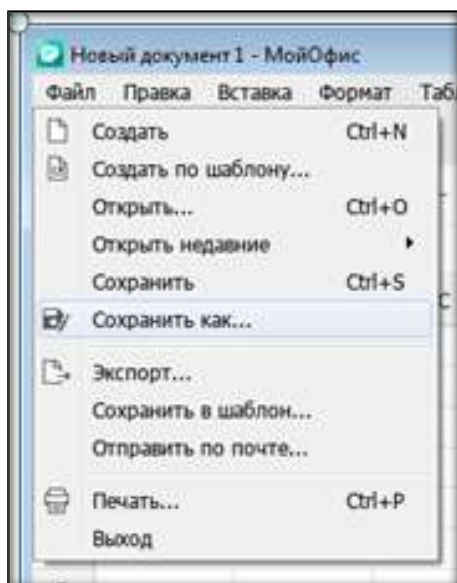 Новый документ 1 - МойОфис
Файл Правка Вставка Формат Таб
Создать Ctrl+N
Создать по шаблону...
Открыть... Ctrl+O
Открыть недавние
Сохранить Ctrl+S
Сохранить как...
Экспорт...
Сохранить в шаблон...
Отправить по почте...
Печать... Ctrl+P
Выход